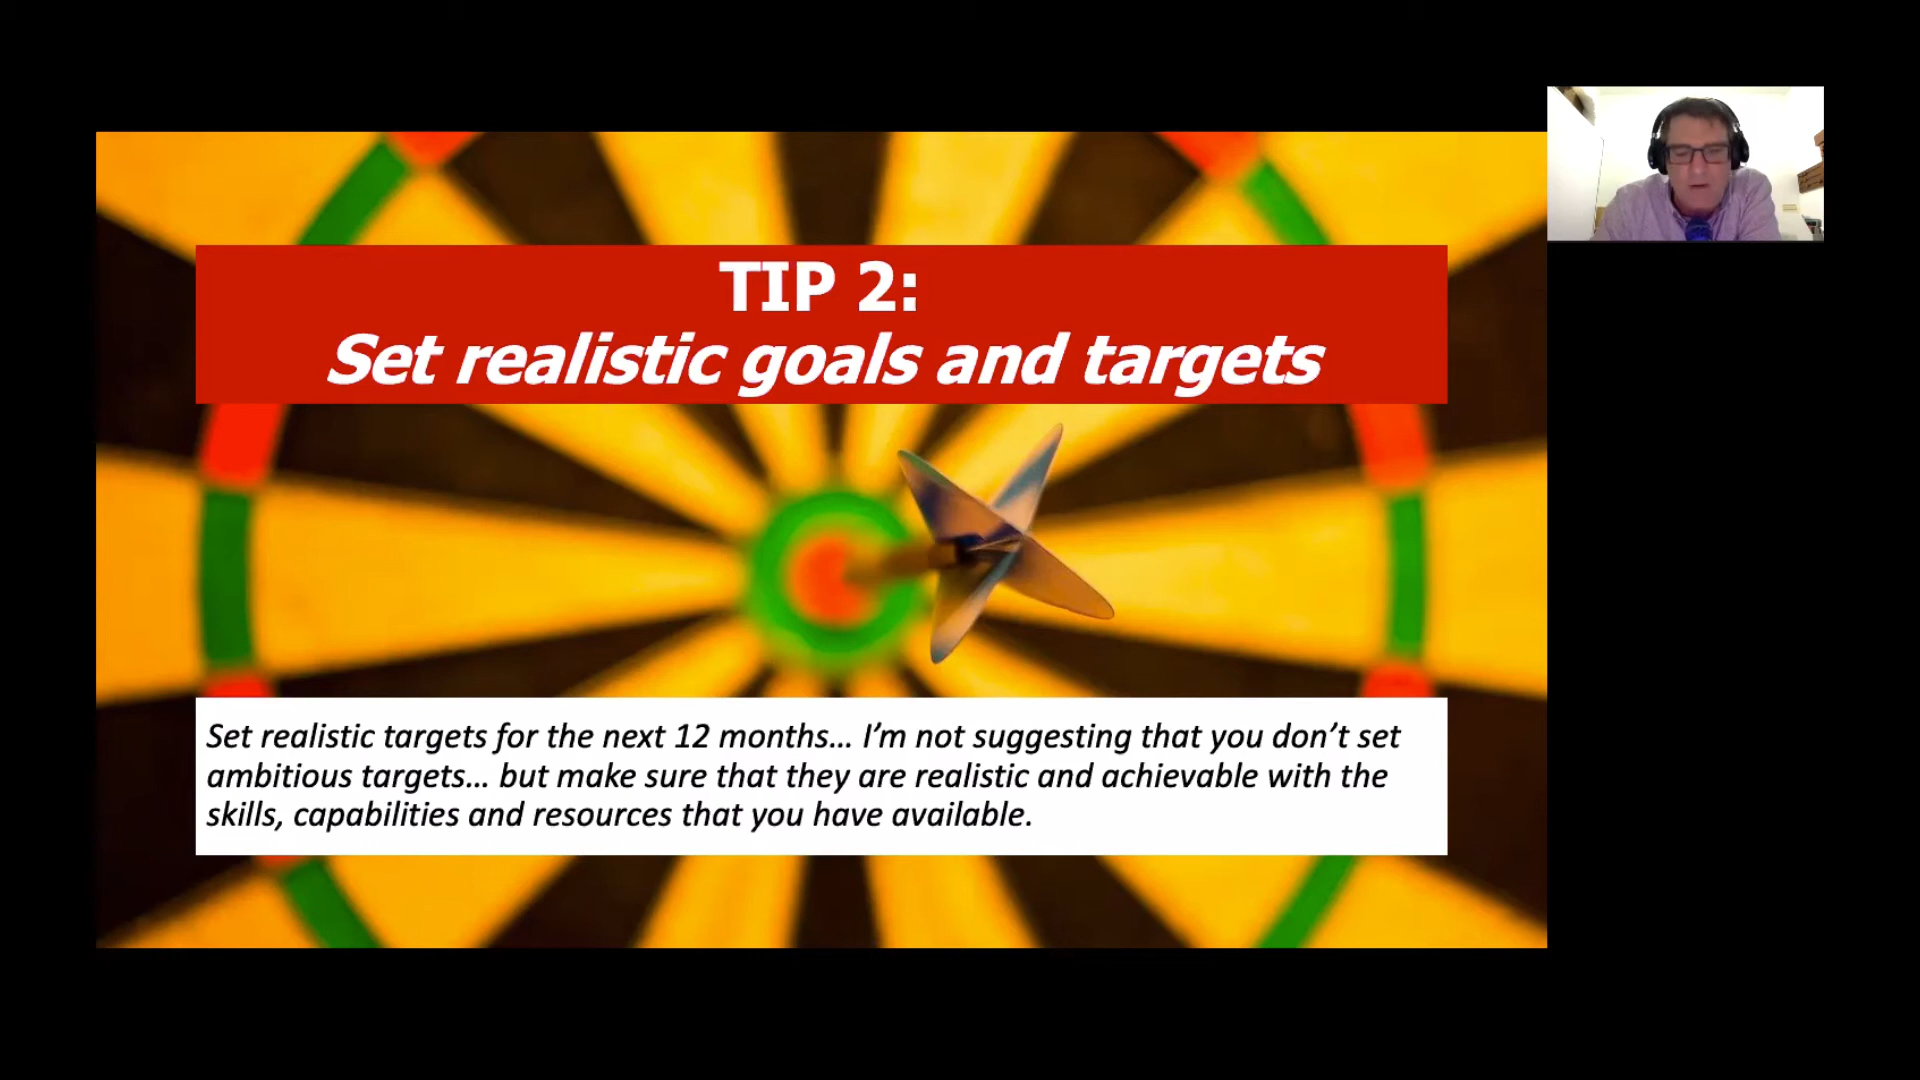 TIP 2:
Set realistic goals and targets
Set realistic targets for the next 12 months... I’m not suggesting that you don’t set
ambitious targets... but make sure that they are realistic and achievable with the
skills, capabilities and resources that you have available.